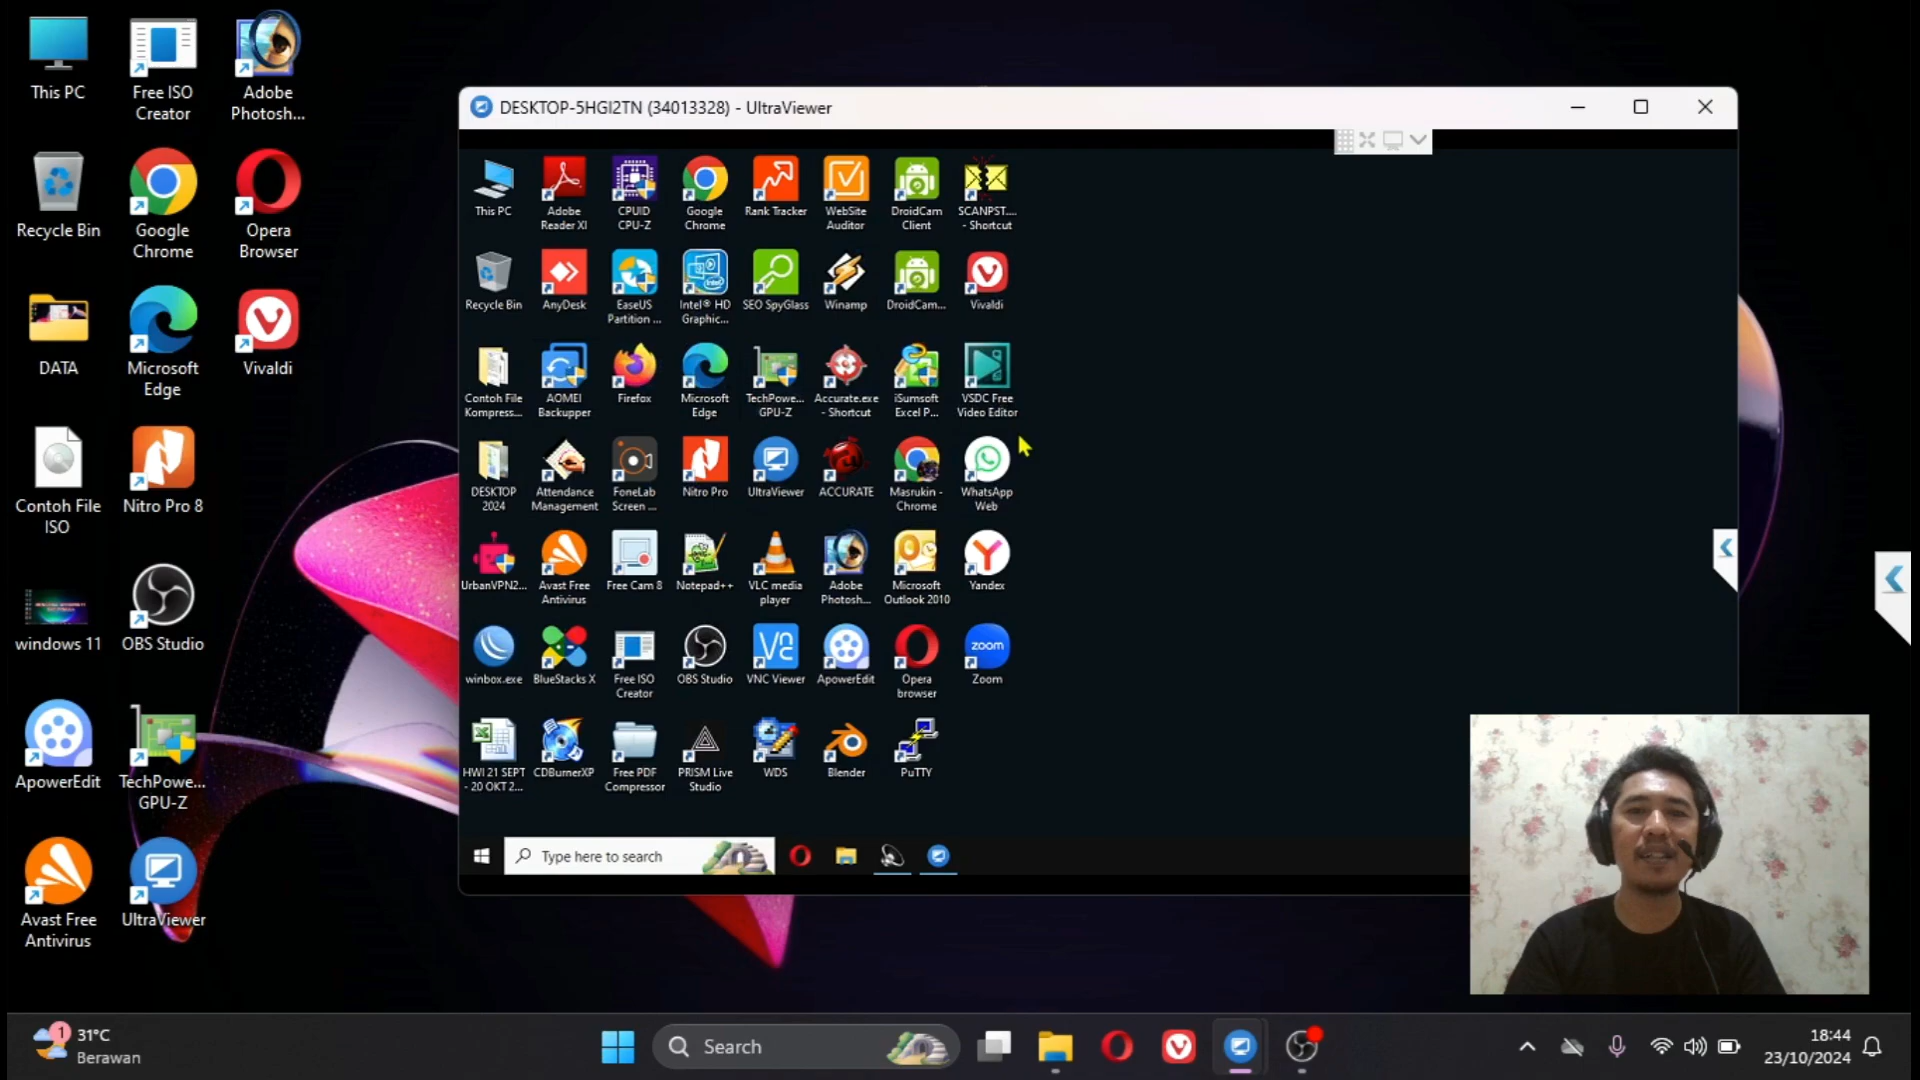 This PC
Free ISO
Creator
Adobe
Photosh...
Recycle Bin
Google
Chrome
Opera
Browser
DATA
Microsoft
Edge
Vivaldi
Contoh File
ISO
Nitro Pro 8
windows 11
OBS Studio
ApowerEdit
TechPowe...
GPU-Z
Avast Free
Antivirus
UltraViewer
DESKTOP-5HGI2TN (34013328) - UltraViewer
This PC
Adobe
Reader XI
CPUID
CPU-Z
Google
Chrome
Rank Tracker
WebSite
Auditor
DroidCam
Client
SCANPST....
- Shortcut
Recycle Bin
AnyDesk
EaseUS
Partition ...
Intel® HD
Graphic...
SEO SpyGlass
Winamp
DroidCam...
Vivaldi
Contoh File
Kompress...
AOMEI
Backupper
Firefox
Microsoft
Edge
TechPowe...
GPU-Z
Accurate.exe
- Shortcut
iSumsoft
Excel P...
VSDC Free
Video Editor
DESKTOP
2024
Attendance
Management
FoneLab
Screen ...
Nitro Pro
UltraViewer
ACCURATE
Masrukin -
Chrome
WhatsApp
Web
UrbanVPN2...
Avast Free
Antivirus
Free Cam 8
Notepad++
VLC media
player
Adobe
Photosh...
Microsoft
Outlook 2010
Yandex
winbox.exe
BlueStacks X
Free ISO
Creator
OBS Studio
VNC Viewer
ApowerEdit
Opera
browser
zoom
Zoom
HWI 21 SEPT
- 20 OKT 2...
CDBurnerXP
Free PDF
Compressor
PRISM Live
Studio
WDS
Blender
PuTTY
Type here to search
1
31°C
Berawan
Search
18:44
23/10/2024